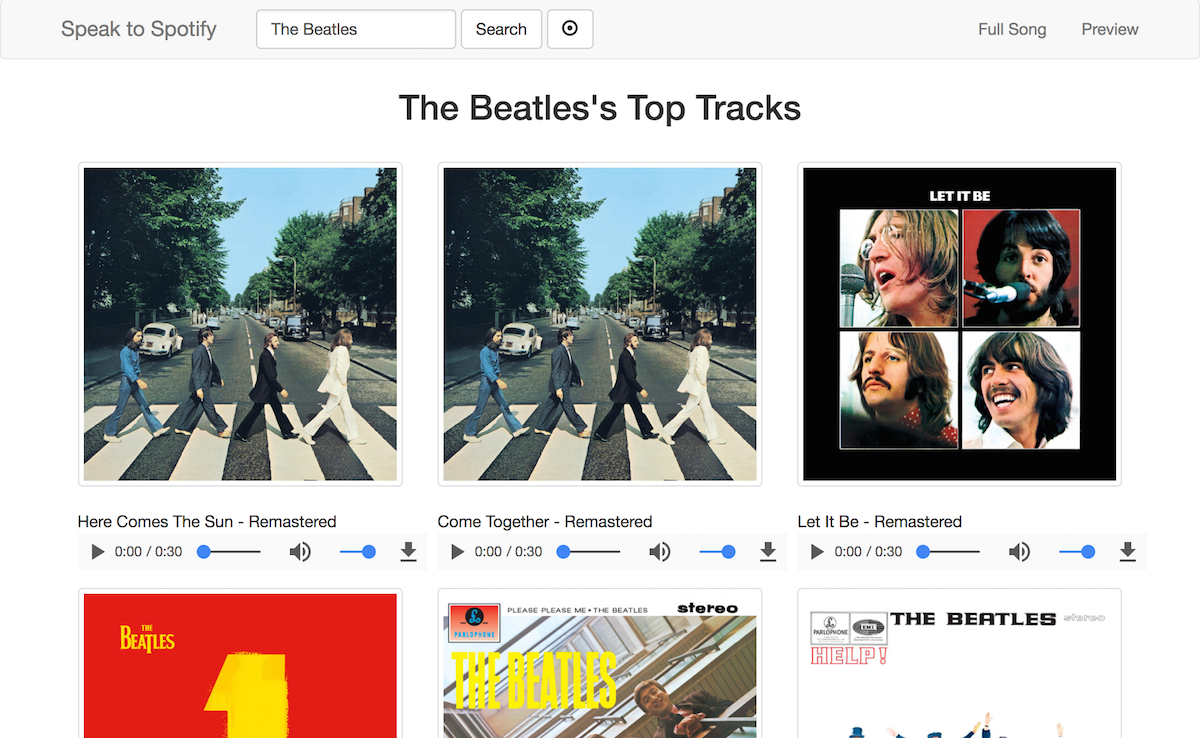 Speak to Spotify
The Beatles
Search
Full Song
Preview
The Beatles's Top Tracks
LET IT BE
Here Comes The Sun - Remastered
Come Together - Remastered
Let It Be - Remastered
0:00 / 0:30
0:00 / 0:30
0:00 / 0:30
THE
BEATLES
1
PARLOPHONE
PLEASE PLEASE ME • THE BEATLES
stereo
THE BEATLES
PARLOPHONE
EMI
THE BEATLES
stereo
HELP!